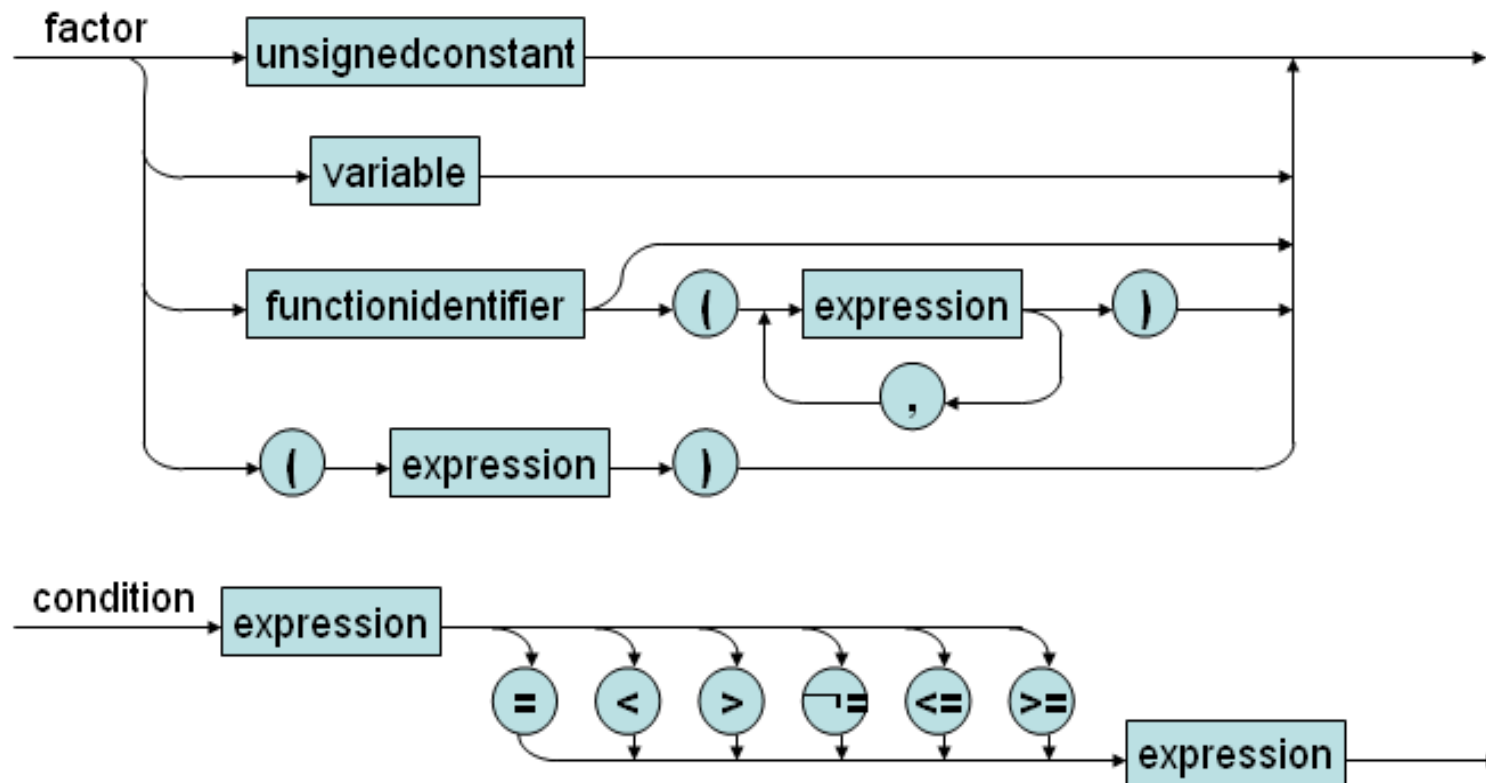 factor
unsignedconstant
variable
functionidentifier ( expression )
,
( expression )
condition
expression
= < > ¬= <= >=
expression